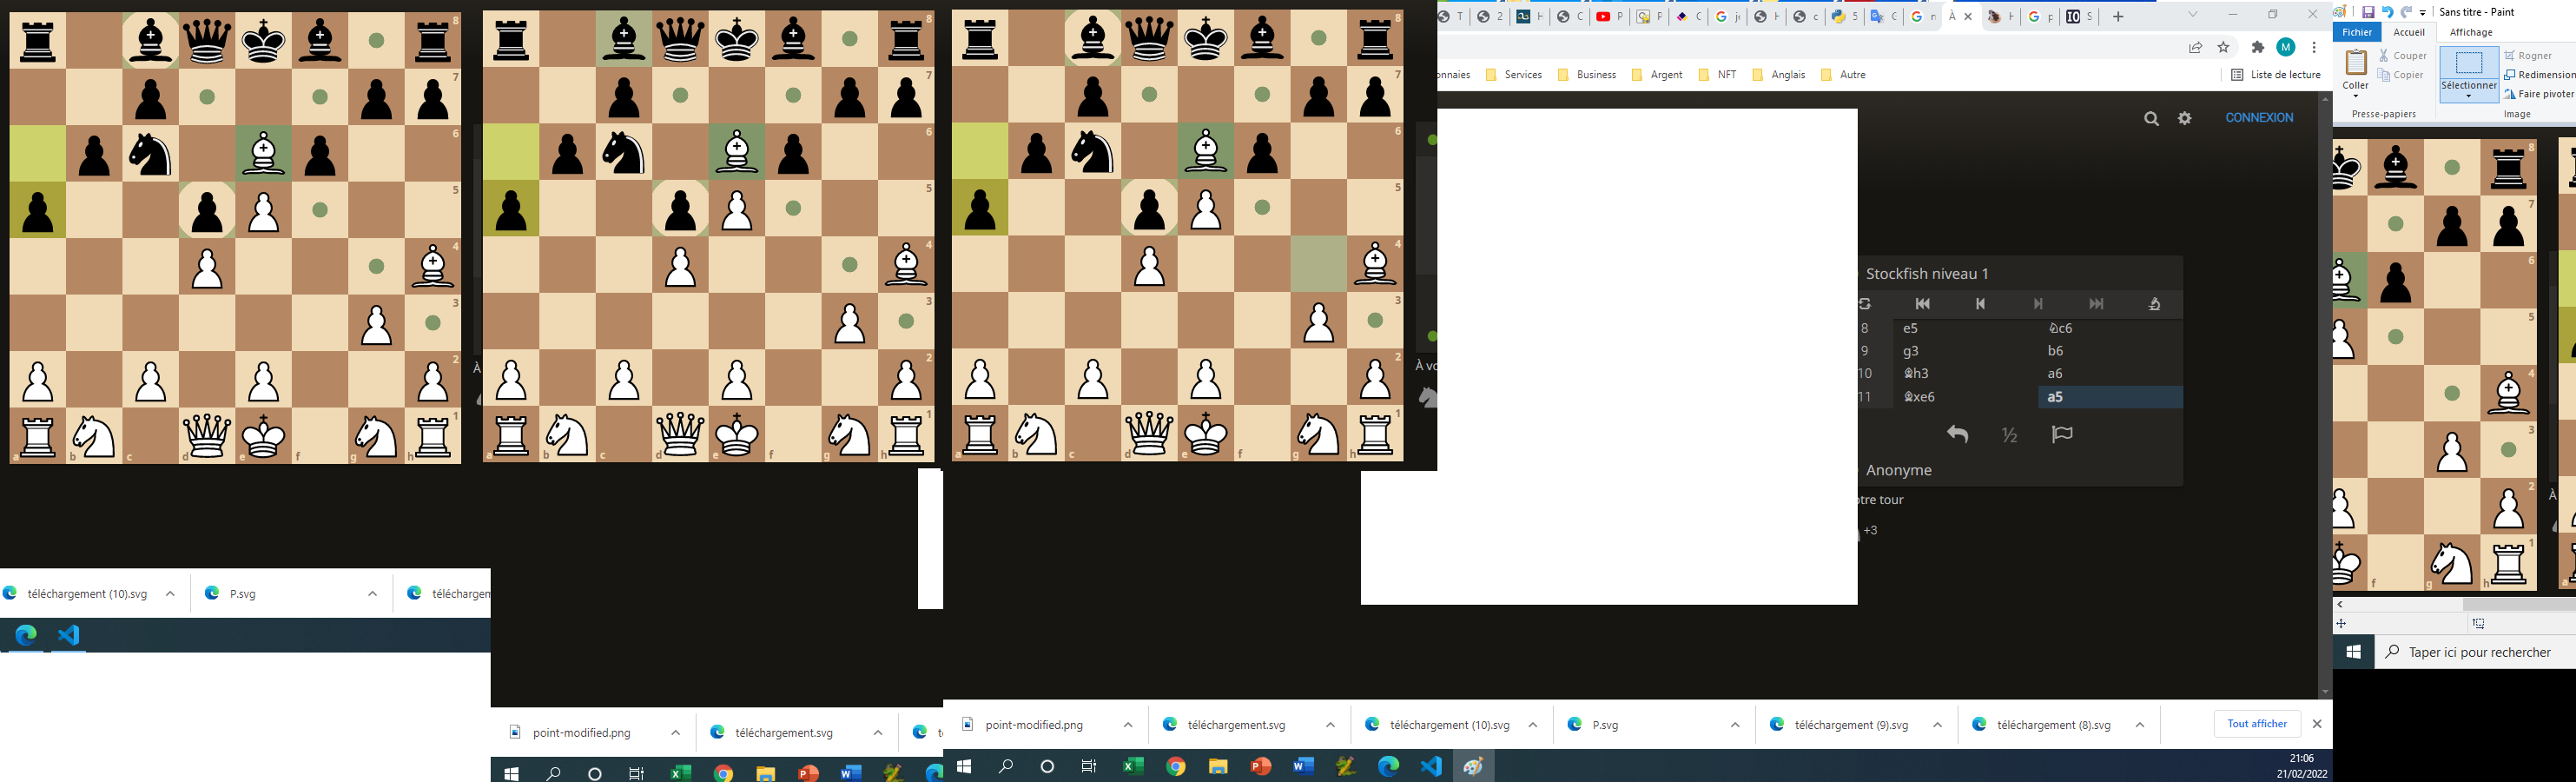 Sans titre - Paint
Fichier Accueil Affichage
Couper
Copier
Coller
Presse-papiers
Sélectionner
Rogner
Redimension
Faire pivoter
Image
onnaies Services Business Argent NFT Anglais Autre Liste de lecture
CONNEXION
8
7
6
5
4
3
2
1
a b c d e f g h
8
7
6
5
4
3
2
1
a b c d e f g h
8
7
6
5
4
3
2
1
a b c d e f g h
Stockfish niveau 1
8 e5 ♘c6
9 g3 b6
10 ♗h3 a6
11 ♗xe6 a5
½
Anonyme
otre tour
+3
À vo
8
7
6
5
4
3
2
1
f g h
Taper ici pour rechercher
téléchargement (10).svg P.svg téléchargem
point-modified.png téléchargement.svg
point-modified.png téléchargement.svg téléchargement (10).svg P.svg téléchargement (9).svg téléchargement (8).svg Tout afficher
21:06
21/02/2022